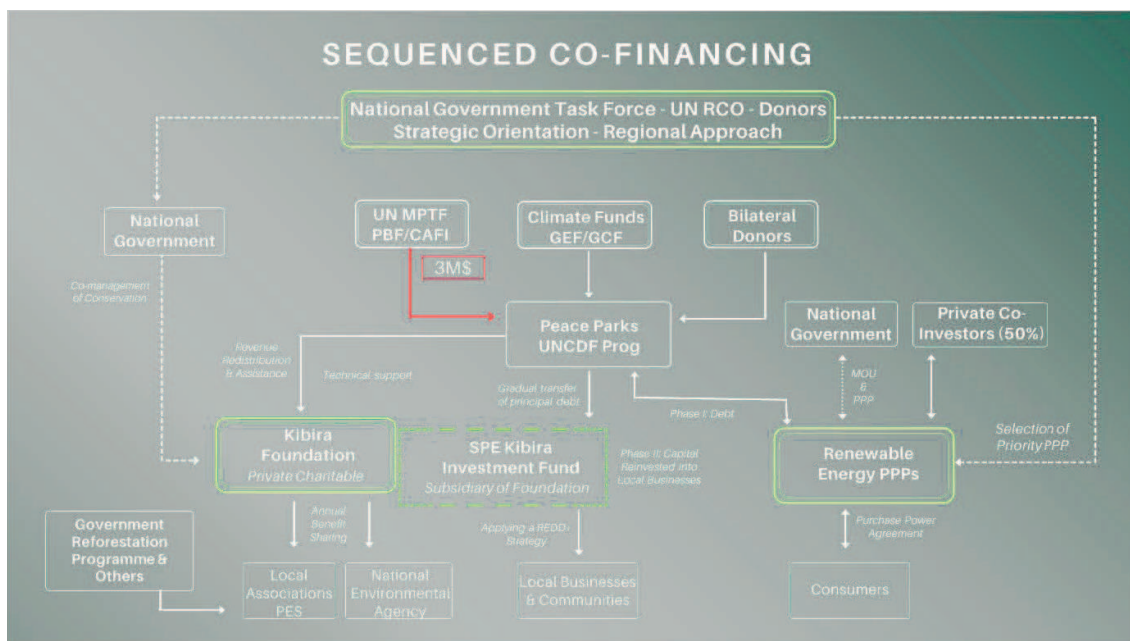 SEQUENCED CO-FINANCING
National Government Task Force - UN RCO - Donors
Strategic Orientation - Regional Approach
National
Government
UN MPTF
PBF/CAFI
Climate Funds
GEF/GCF
Bilateral
Donors
3M$
Co-management
of Conservation
Peace Parks
UNCDF Prog
National
Government
Private Co-
Investors (50%)
Revenue
Redistribution
& Assistance
Technical support
Gradual transfer
of principal debt
Phase I: Debt
MOU
&
PPP
Selection of
Priority PPP
Kibira
Foundation
Private Charitable
SPE Kibira
Investment Fund
Subsidiary of Foundation
Phase II: Capital
Reinvested into
Local Businesses
Renewable
Energy PPPs
Government
Reforestation
Programme &
Others
Annual
Benefit
Sharing
Applying a REDD+
Strategy
Purchase Power
Agreement
Local
Associations
PES
National
Environmental
Agency
Local Businesses
& Communities
Consumers